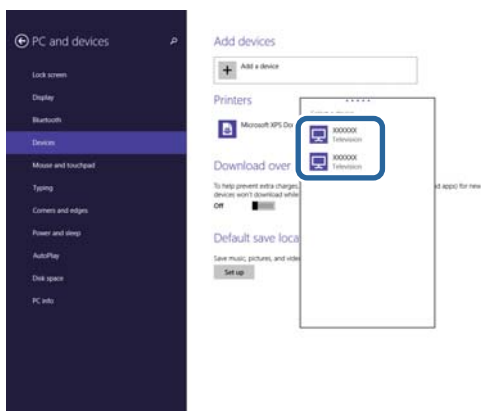 PC and devices
Lock screen
Display
Bluetooth
Devices
Mouse and touchpad
Typing
Corners and edges
Power and sleep
AutoPlay
Disk space
PC info
Add devices
Add a device
Printers
Microsoft XPS Doc
XXXXXX
Television
XXXXXX
Television
Download over
To help prevent extra charges,
d apps) for new
devices won't download while
Off
Default save loca
Save music, pictures, and vide
Set up